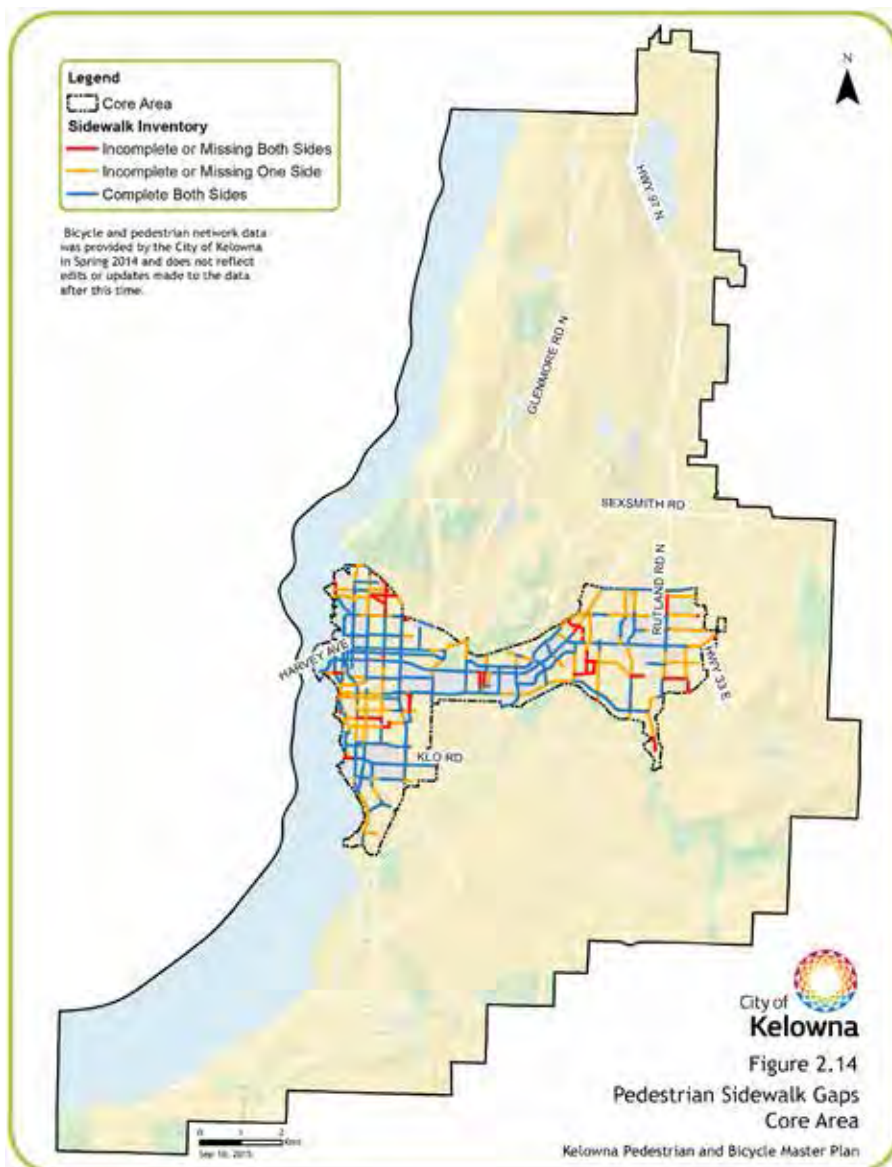 Legend
Core Area
Sidewalk Inventory
Incomplete or Missing Both Sides
Incomplete or Missing One Side
Complete Both Sides
Bicycle and pedestrian network data
was provided by the City of Kelowna
in Spring 2014 and does not reflect
edits or updates made to the data
after this time.
N
HWY 97 N
GLENMORE RD N
SEXSMITH RD
RUTLAND RD N
HARVEY AVE
HWY 33 E
KLO RD
City of
Kelowna
Figure 2.14
Pedestrian Sidewalk Gaps
Core Area
0 1 2
Kelowna Pedestrian and Bicycle Master Plan